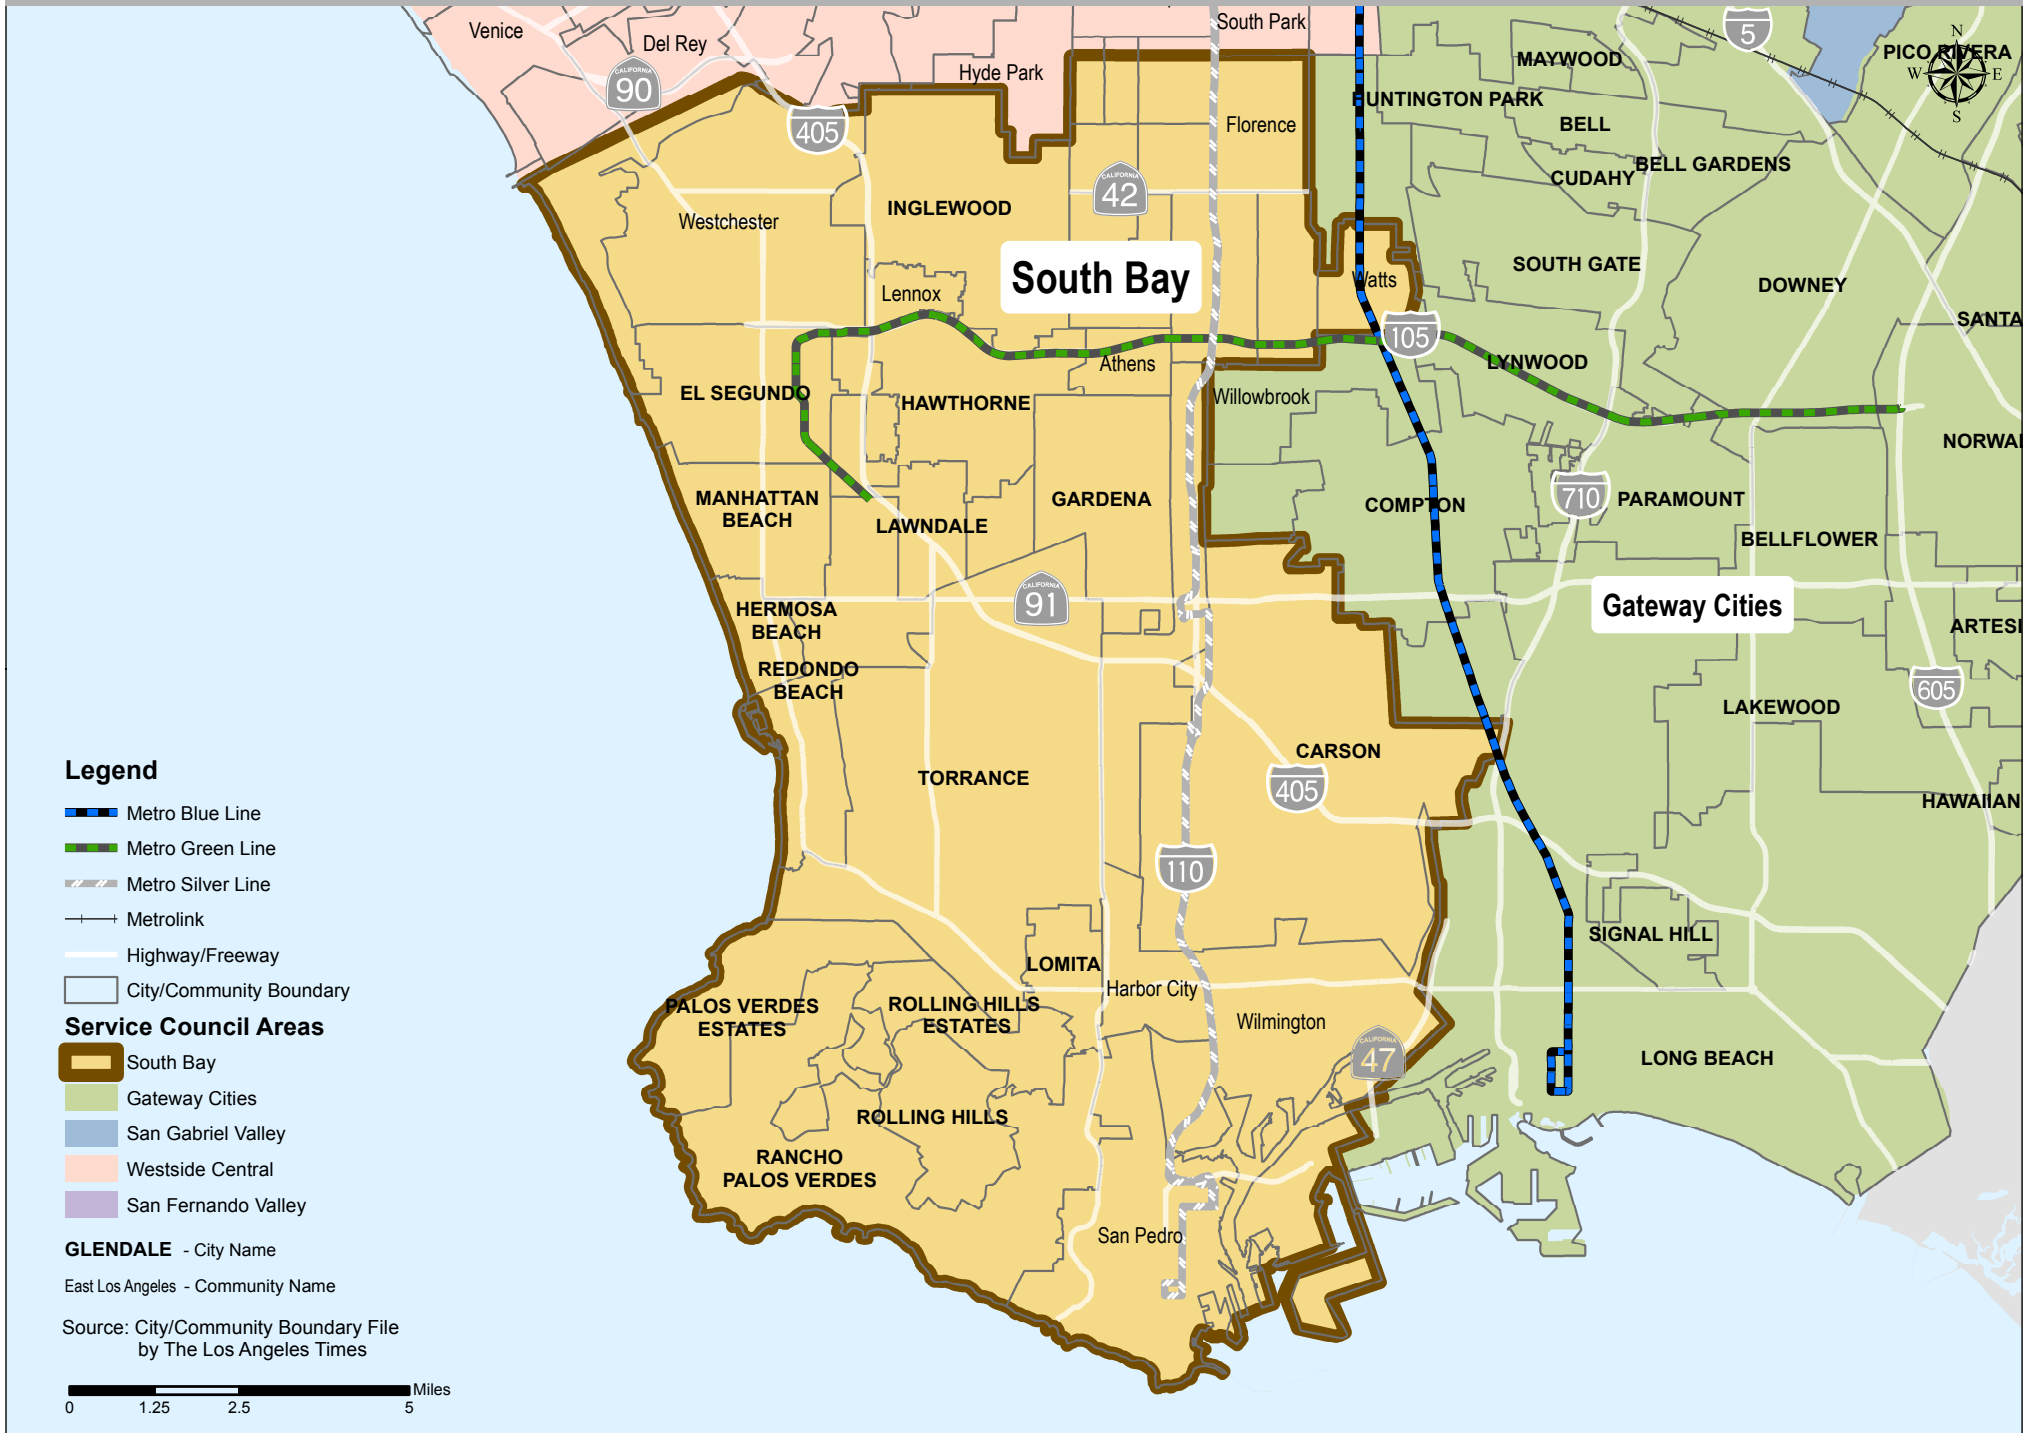 Venice
Del Rey
South Park
Hyde Park
CALIFORNIA
90
405
5
N
W
E
S
PICO RIVERA
MAYWOOD
HUNTINGTON PARK
BELL
BELL GARDENS
CUDAHY
Florence
CALIFORNIA
42
INGLEWOOD
Westchester
South Bay
Lennox
Watts
SOUTH GATE
DOWNEY
SANTA
105
LYNWOOD
Athens
Willowbrook
EL SEGUNDO
HAWTHORNE
NORWA
MANHATTAN
BEACH
LAWNDALE
GARDENA
COMPTON
710
PARAMOUNT
BELLFLOWER
HERMOSA
BEACH
CALIFORNIA
91
Gateway Cities
ARTESI
REDONDO
BEACH
605
LAKEWOOD
CARSON
405
TORRANCE
HAWAIIAN
110
SIGNAL HILL
LOMITA
Harbor City
PALOS VERDES
ESTATES
ROLLING HILLS
ESTATES
Wilmington
CALIFORNIA
47
LONG BEACH
ROLLING HILLS
RANCHO
PALOS VERDES
San Pedro
Legend
Metro Blue Line
Metro Green Line
Metro Silver Line
Metrolink
Highway/Freeway
City/Community Boundary
Service Council Areas
South Bay
Gateway Cities
San Gabriel Valley
Westside Central
San Fernando Valley
GLENDALE - City Name
East Los Angeles - Community Name
Source: City/Community Boundary File
by The Los Angeles Times
Miles
0 1.25 2.5 5